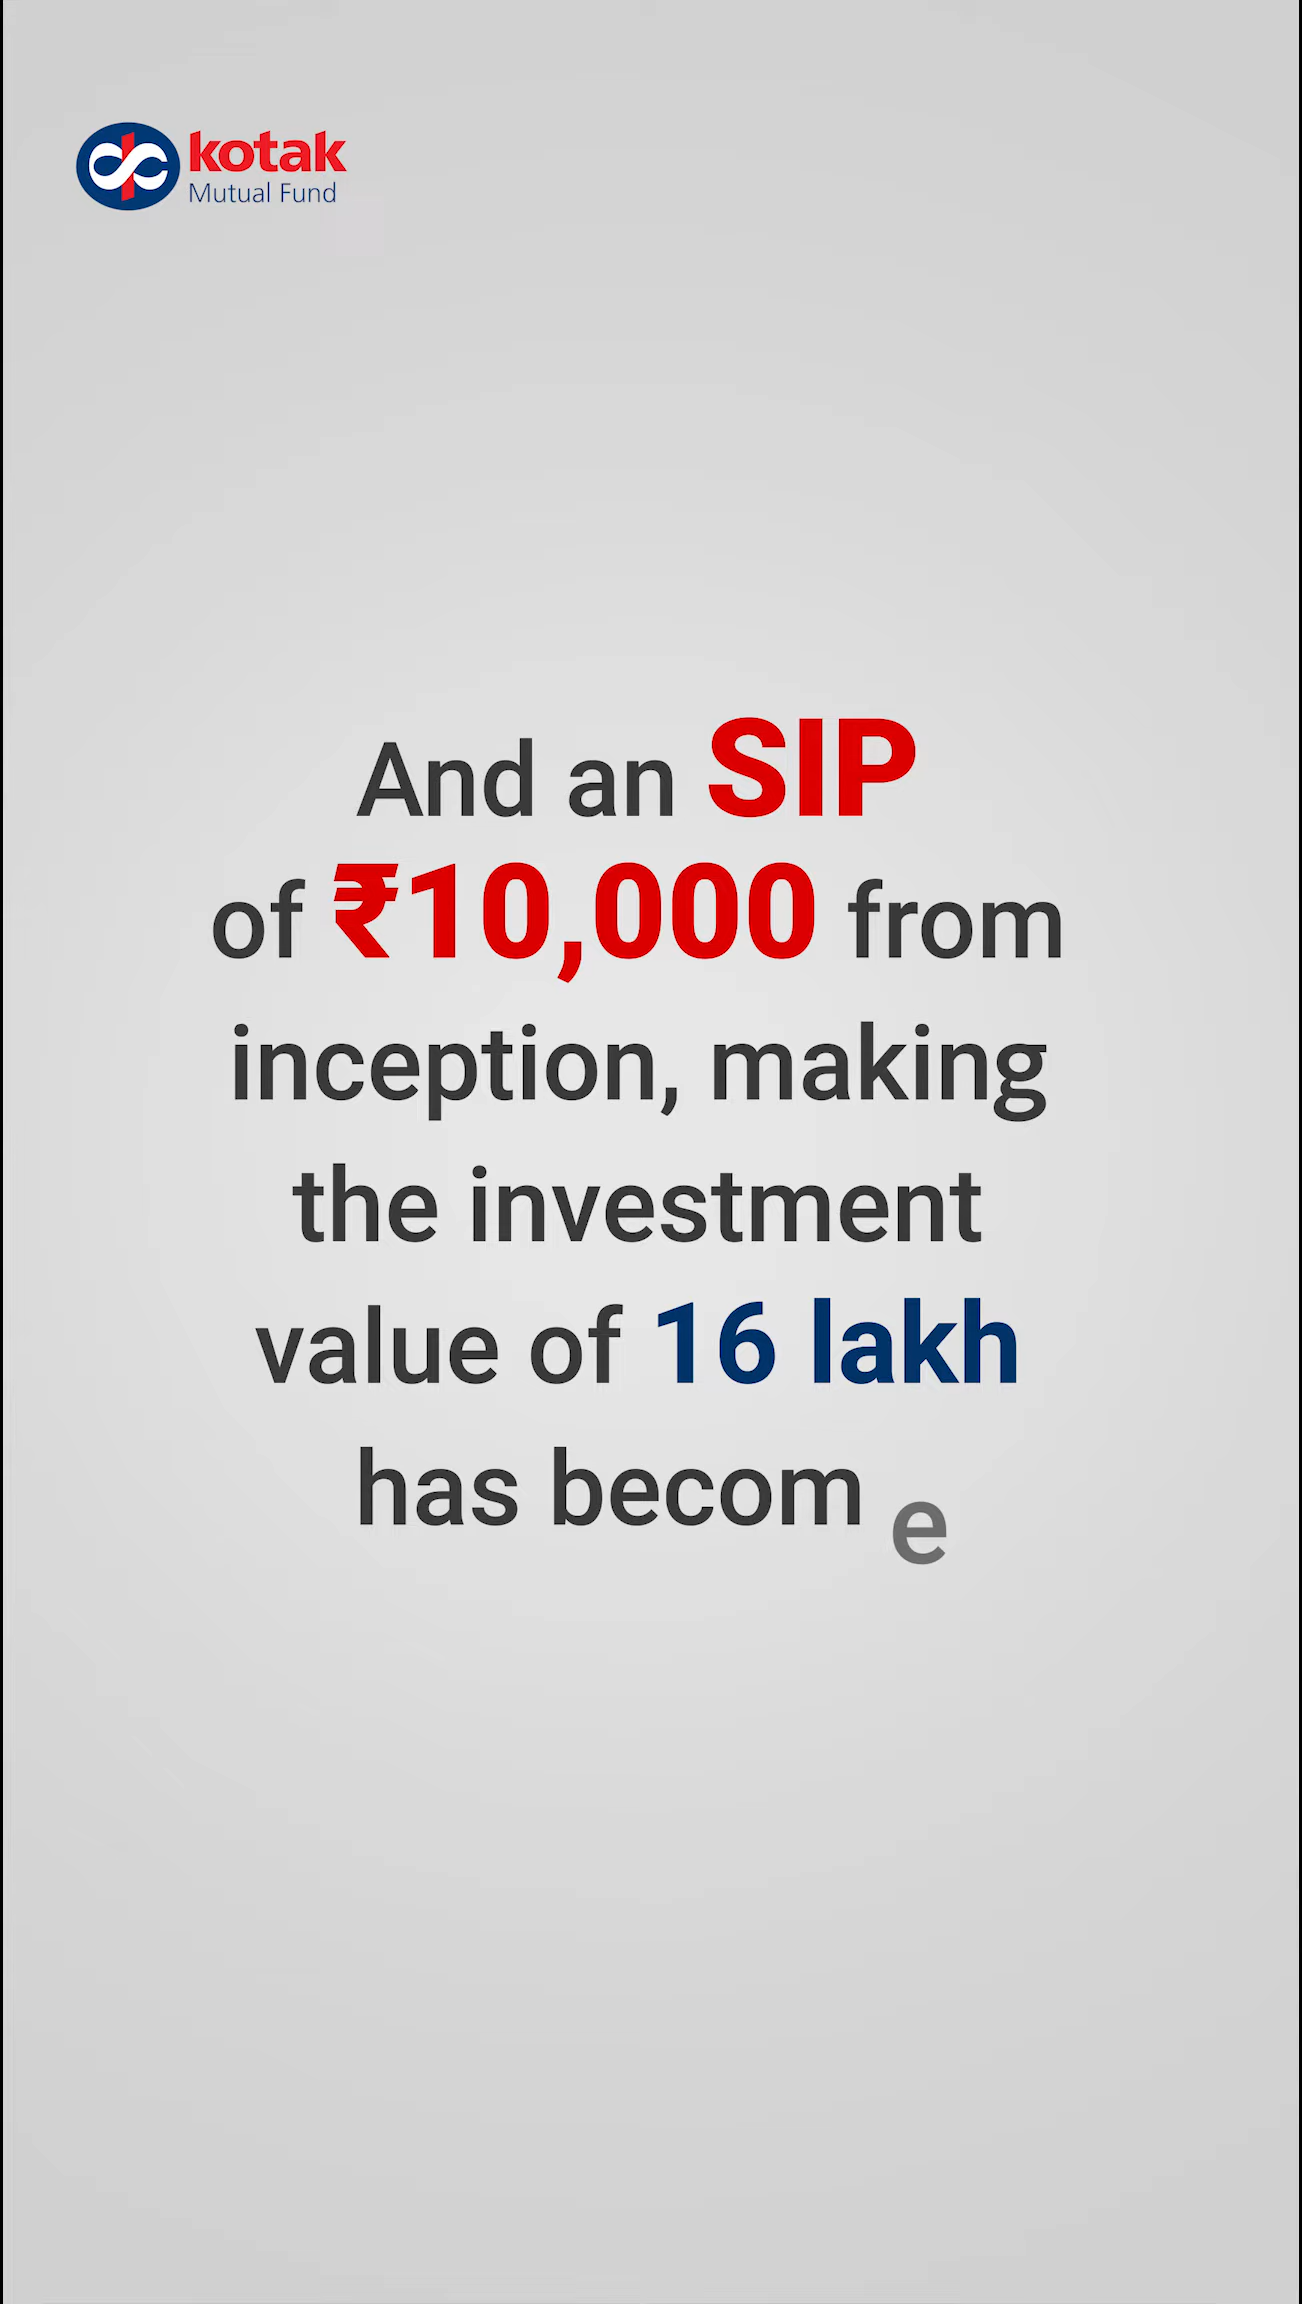 kotak
Mutual Fund
And an SIP
of ₹10,000 from
inception, making
the investment
value of 16 lakh
has become